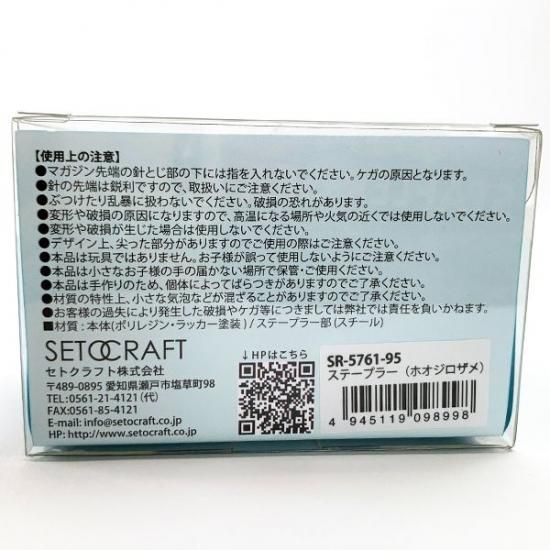 【使用上の注意】
●マガジン先端の針とじ部の下には指を入れないでください。ケガの原因となります。
●針の先端は鋭利ですので、取扱いにご注意ください。
●ぶつけたり乱暴に扱わないでください。破損の恐れがあります。
●変形や破損の原因になりますので、高温になる場所や火気の近くでは使用しないでください。
●変形や破損が生じた場合は使用しないでください。
●デザイン上、尖った部分がありますのでご使用の際はご注意ください。
●本品は玩具ではありません。お子様が誤って使用しないようにご注意ください。
●本品は小さなお子様の手の届かない場所で保管・ご使用ください。
●本品は手作りのため、個体によってばらつきがありますのでご了承ください。
●材質の特性上、小さな気泡などが混ざることがありますのでご了承ください。
●お客様の過失により発生した破損やケガ等につきましては弊社では責任を負いかねます。
■材質:本体(ポリレジン・ラッカー塗装)/ステープラー部(スチール)
SETOCRAFT
セトクラフト株式会社
〒489-0895 愛知県瀬戸市塩草町98
TEL:0561-21-4121(代)
FAX:0561-85-4121
E-mail: info@setocraft.co.jp
HP: http://www.setocraft.co.jp
↓HPはこちら
SR-5761-95
ステープラー(ホオジロザメ)
4 945119 098998